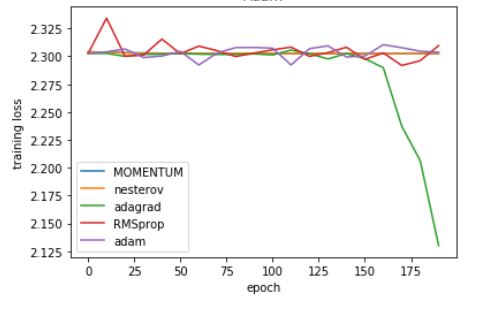 Adam
2.325
2.300
2.275
2.250
2.225
2.200
2.175
2.150
2.125
training loss
MOMENTUM
nesterov
adagrad
RMSprop
adam
0 25 50 75 100 125 150 175
epoch